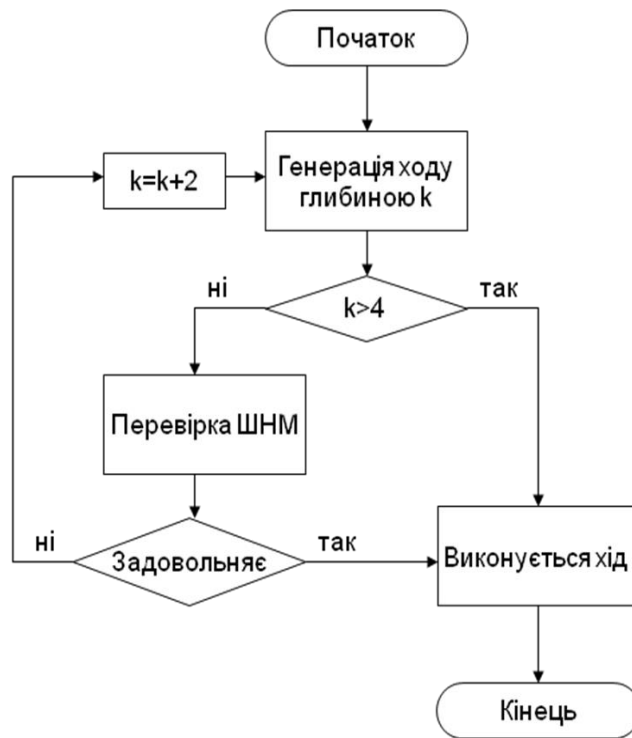 Початок
k=k+2
Генерація ходу
глибиною k
ні
k>4
так
Перевірка ШНМ
ні
Задовольняє
так
Виконується хід
Кінець